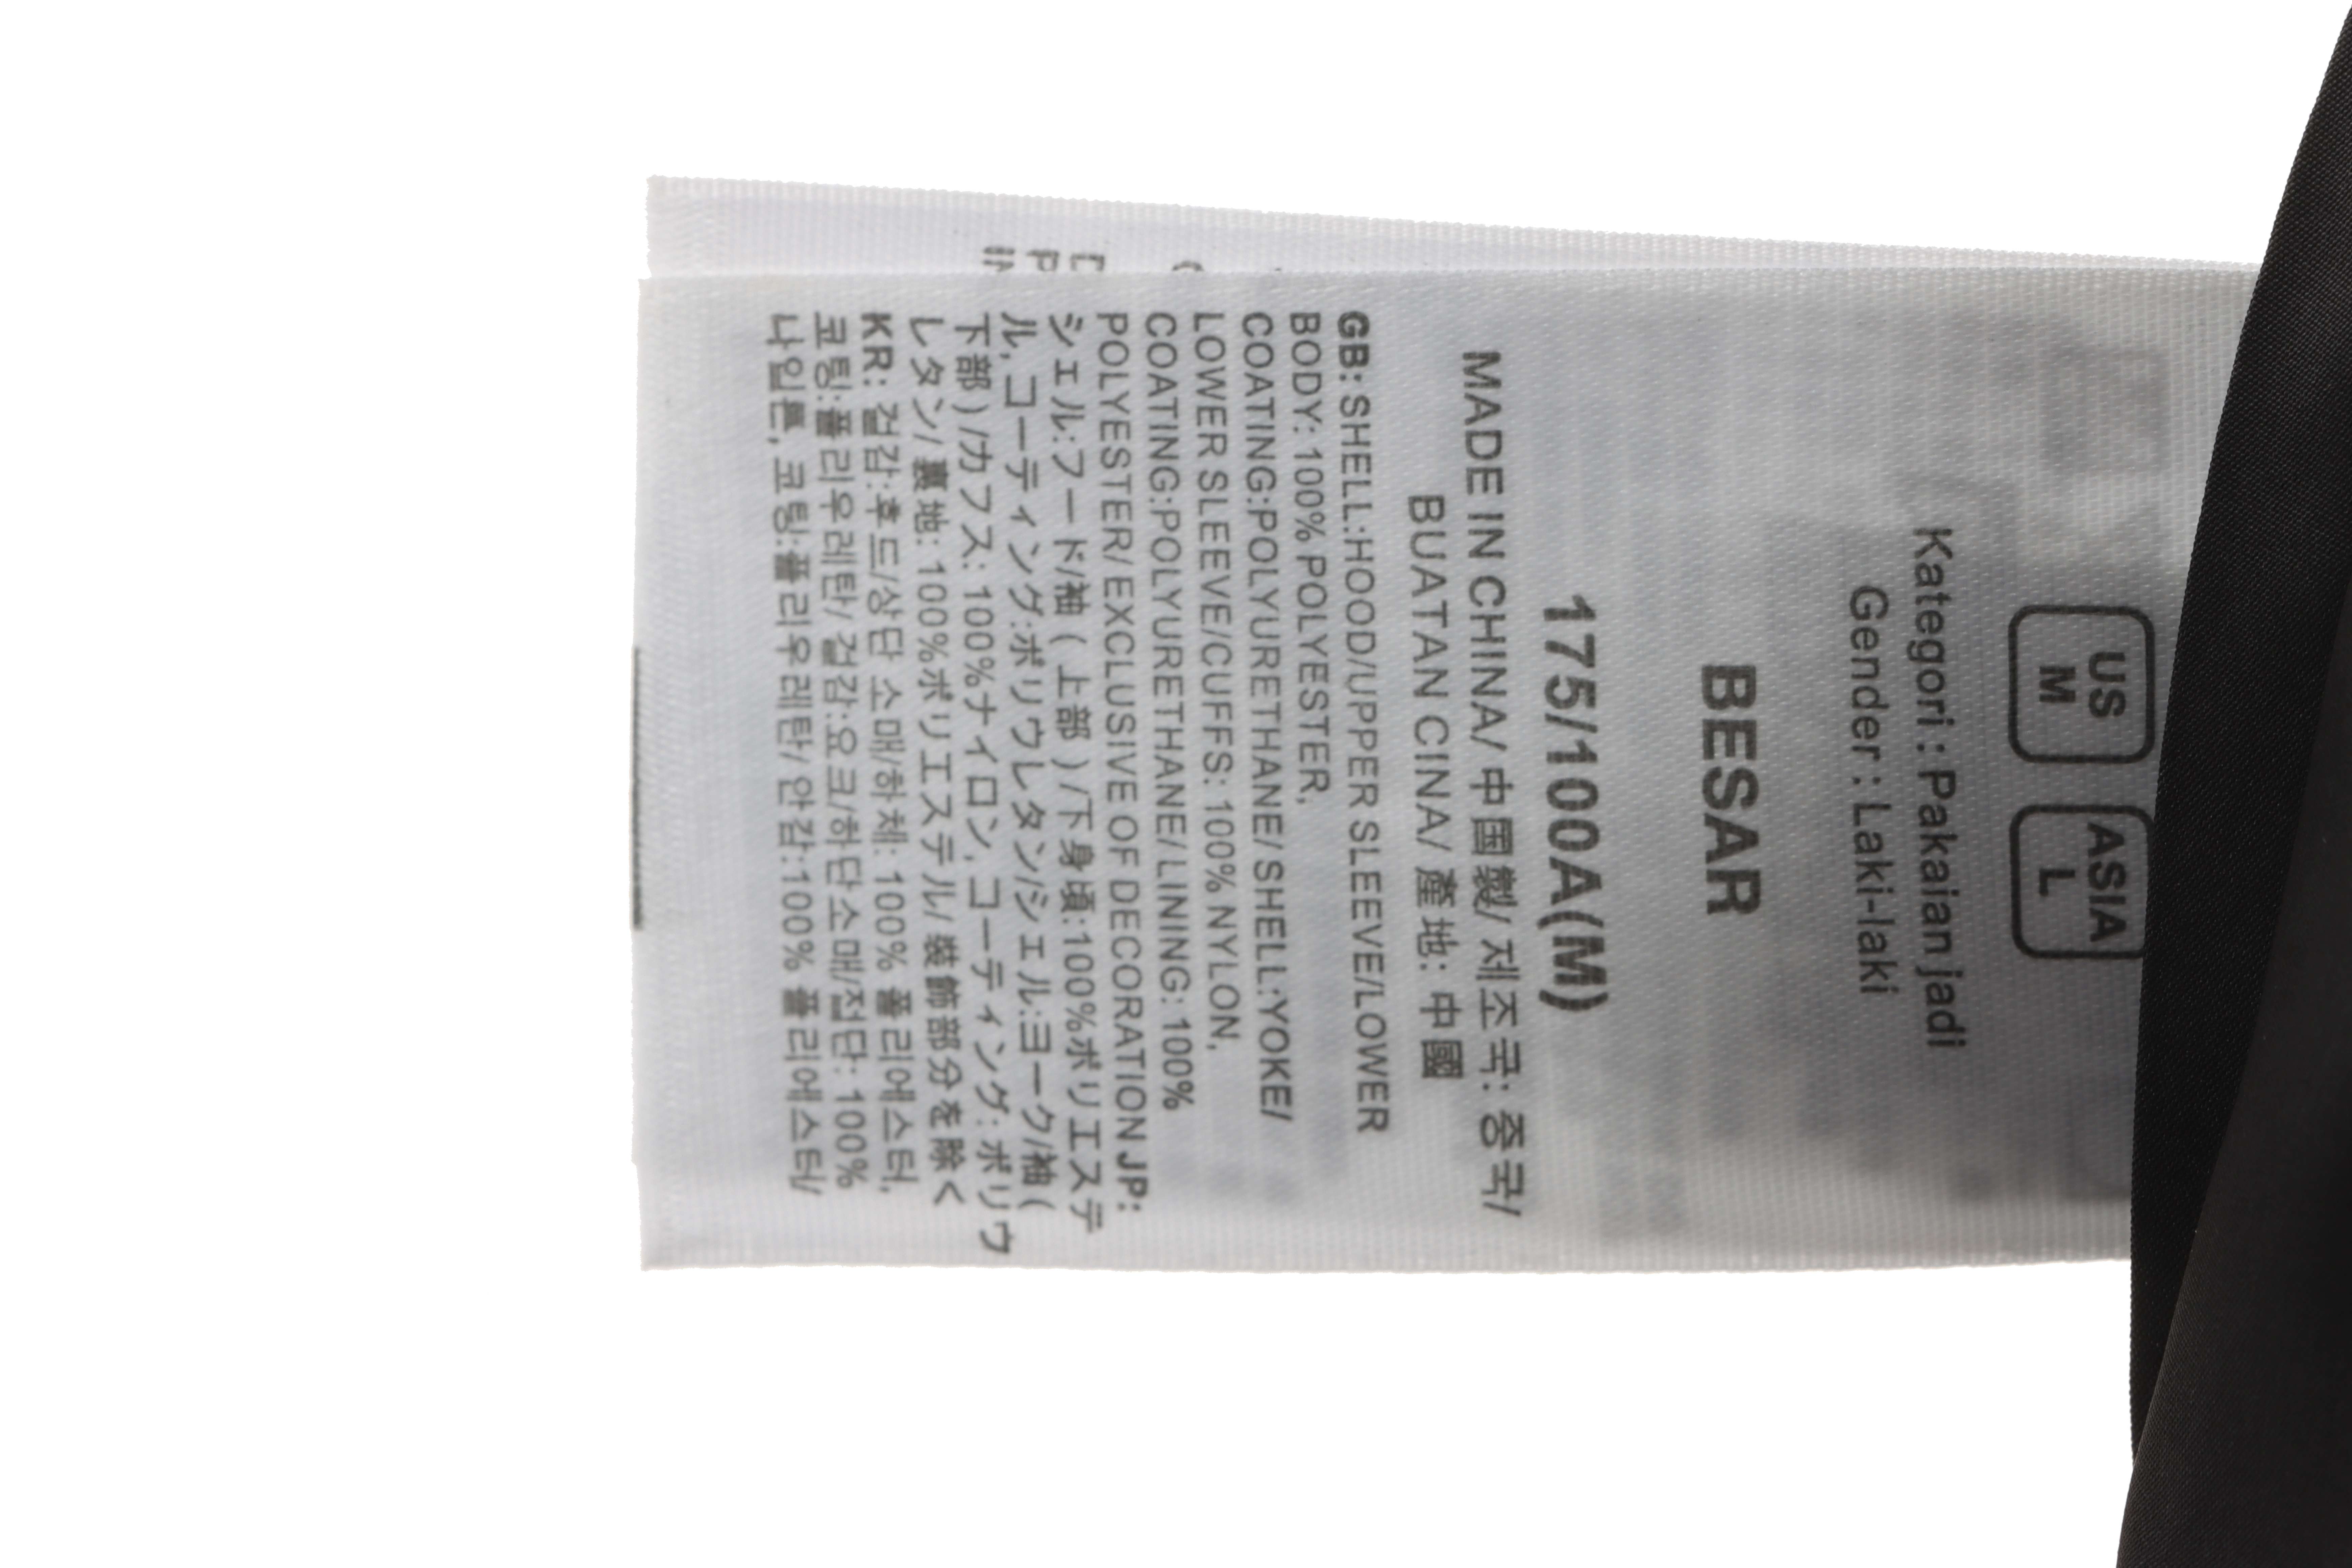 US
M
ASIA
L
Kategori : Pakaian jadi
Gender : Laki-laki
BESAR
175/100A(M)
MADE IN CHINA/ 中国製/ 제조국: 중국/
BUATAN CINA/ 產地: 中國
GB: SHELL:HOOD/UPPER SLEEVE/LOWER
BODY: 100% POLYESTER,
COATING:POLYURETHANE/ SHELL:YOKE/
LOWER SLEEVE/CUFFS: 100% NYLON,
COATING:POLYURETHANE/ LINING: 100%
POLYESTER/ EXCLUSIVE OF DECORATION JP:
シェル:フード/袖 ( 上部 ) /下身頃:100%ポリエステ
ル, コーティング:ポリウレタン/シェル:ヨーク/袖 (
下部 ) /カフス: 100%ナイロン, コーティング: ポリウ
レタン/ 裏地: 100%ポリエステル/ 装飾部分を除く
KR: 겉감:후드/상단 소매/하체: 100% 폴리에스터,
코팅:폴리우레탄/ 겉감:요크/하단소매/접단: 100%
나일론, 코팅:폴리우레탄/ 안감:100% 폴리에스터/